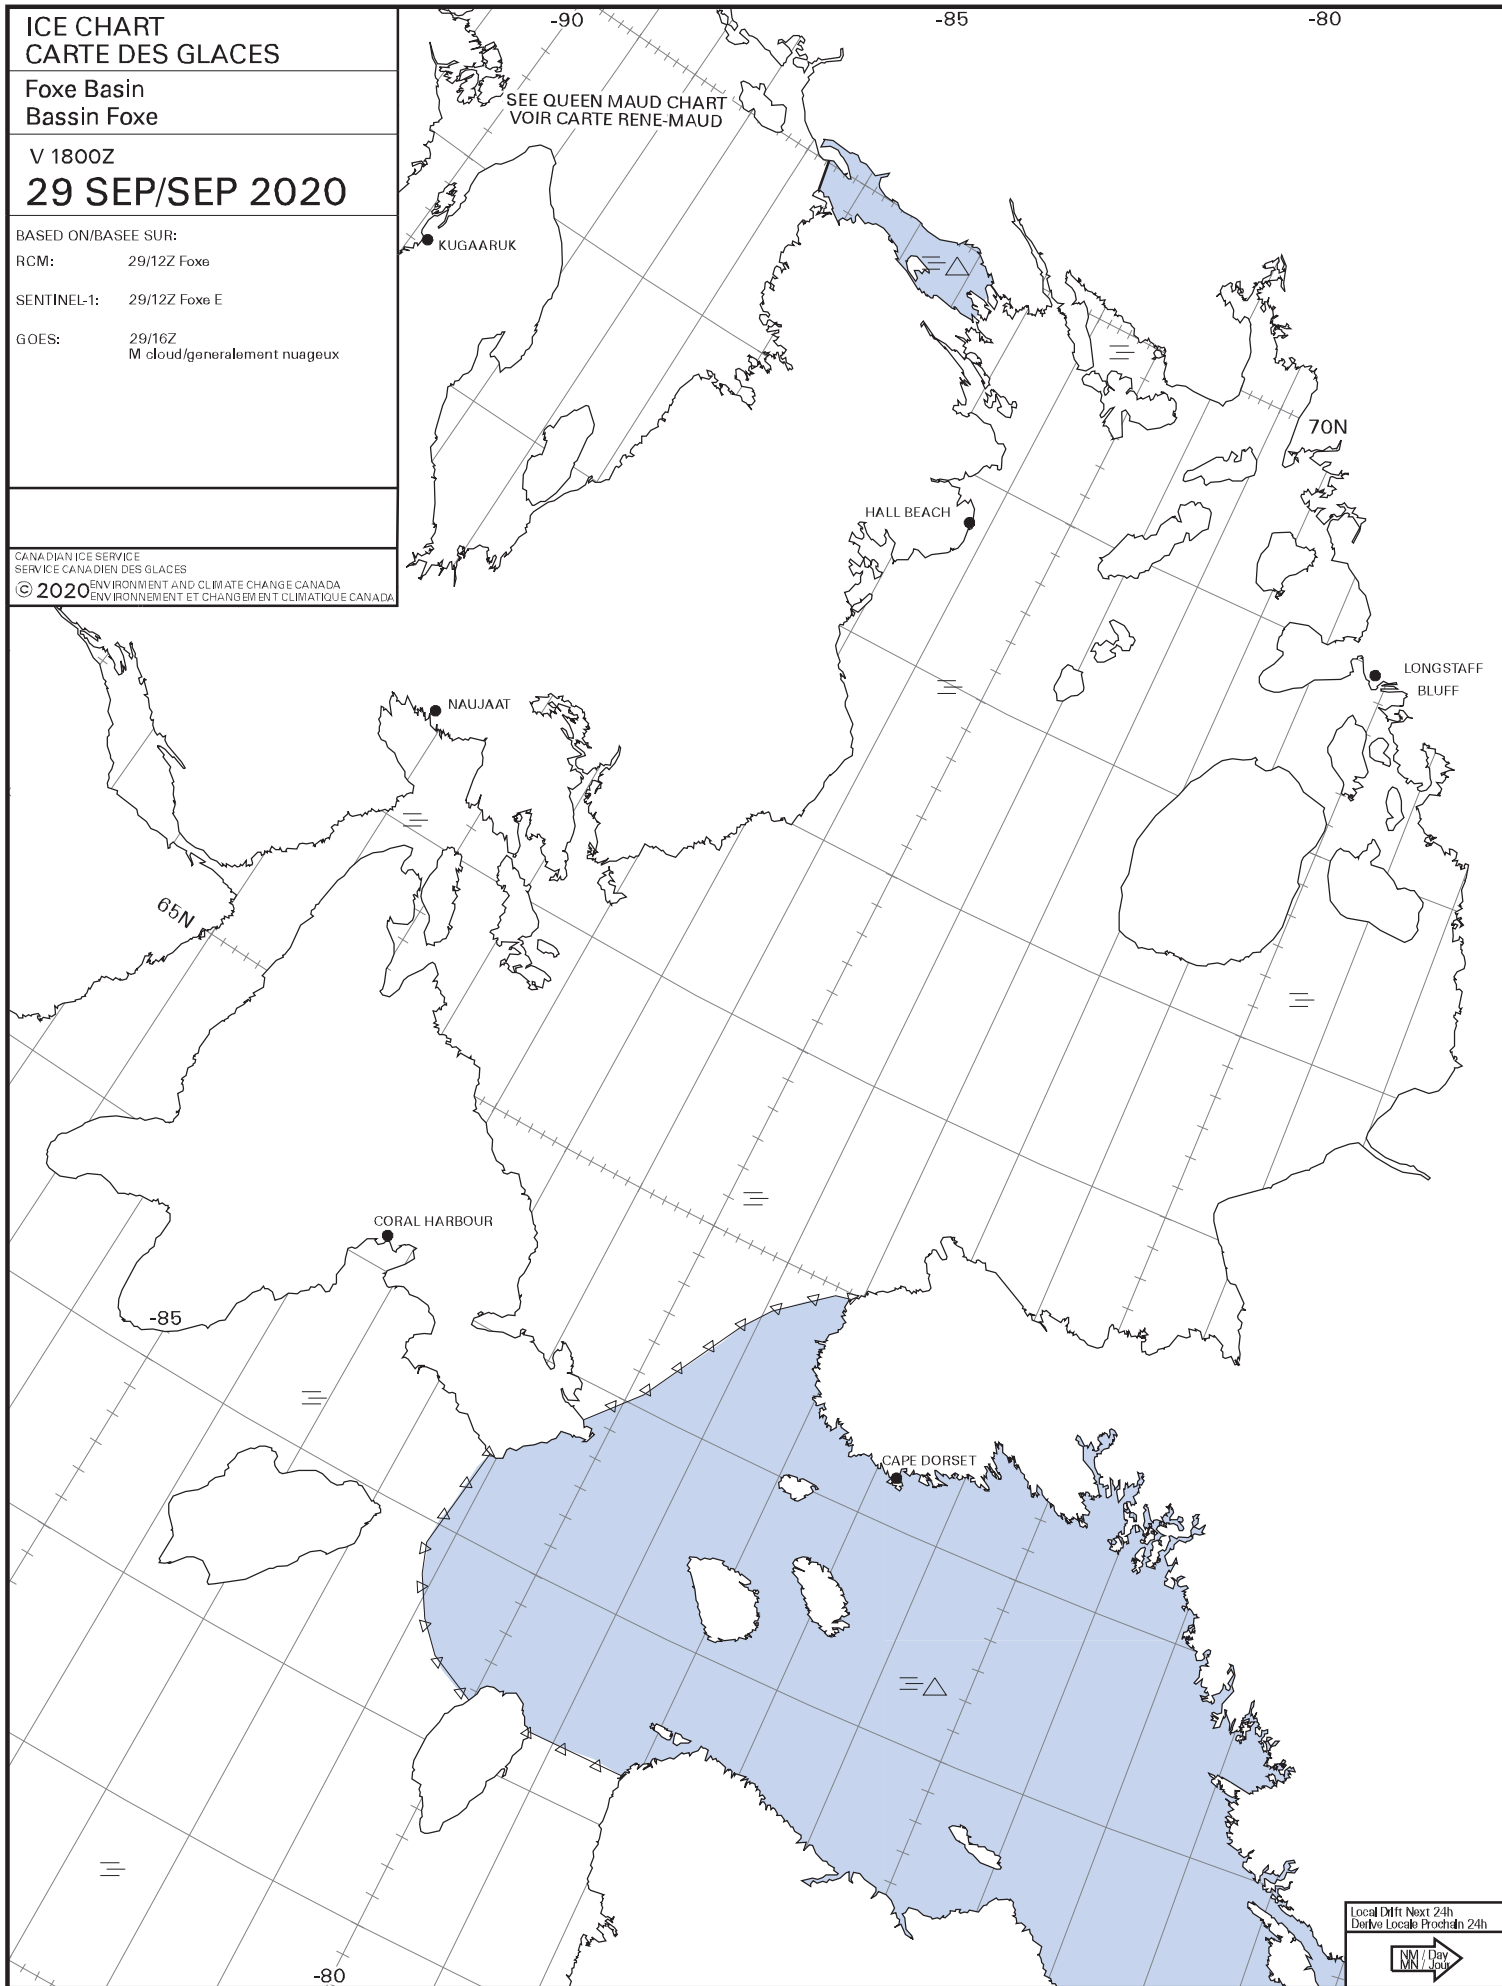 ICE CHART
CARTE DES GLACES
Foxe Basin
Bassin Foxe
V 1800Z
29 SEP/SEP 2020
BASED ON/BASEE SUR:
RCM: 29/12Z Foxe
SENTINEL-1: 29/12Z Foxe E
GOES: 29/16Z
M cloud/generalement nuageux
CANADIAN ICE SERVICE
SERVICE CANADIEN DES GLACES
© 2020 ENVIRONMENT AND CLIMATE CHANGE CANADA
ENVIRONNEMENT ET CHANGEMENT CLIMATIQUE CANADA
-90
-85
-80
SEE QUEEN MAUD CHART
VOIR CARTE RENE-MAUD
KUGAARUK
70N
HALL BEACH
LONGSTAFF
BLUFF
NAUJAAT
65N
CORAL HARBOUR
-85
CAPE DORSET
Local Drift Next 24h
Derive Locale Prochain 24h
NM / Day
MN / Jour
-80